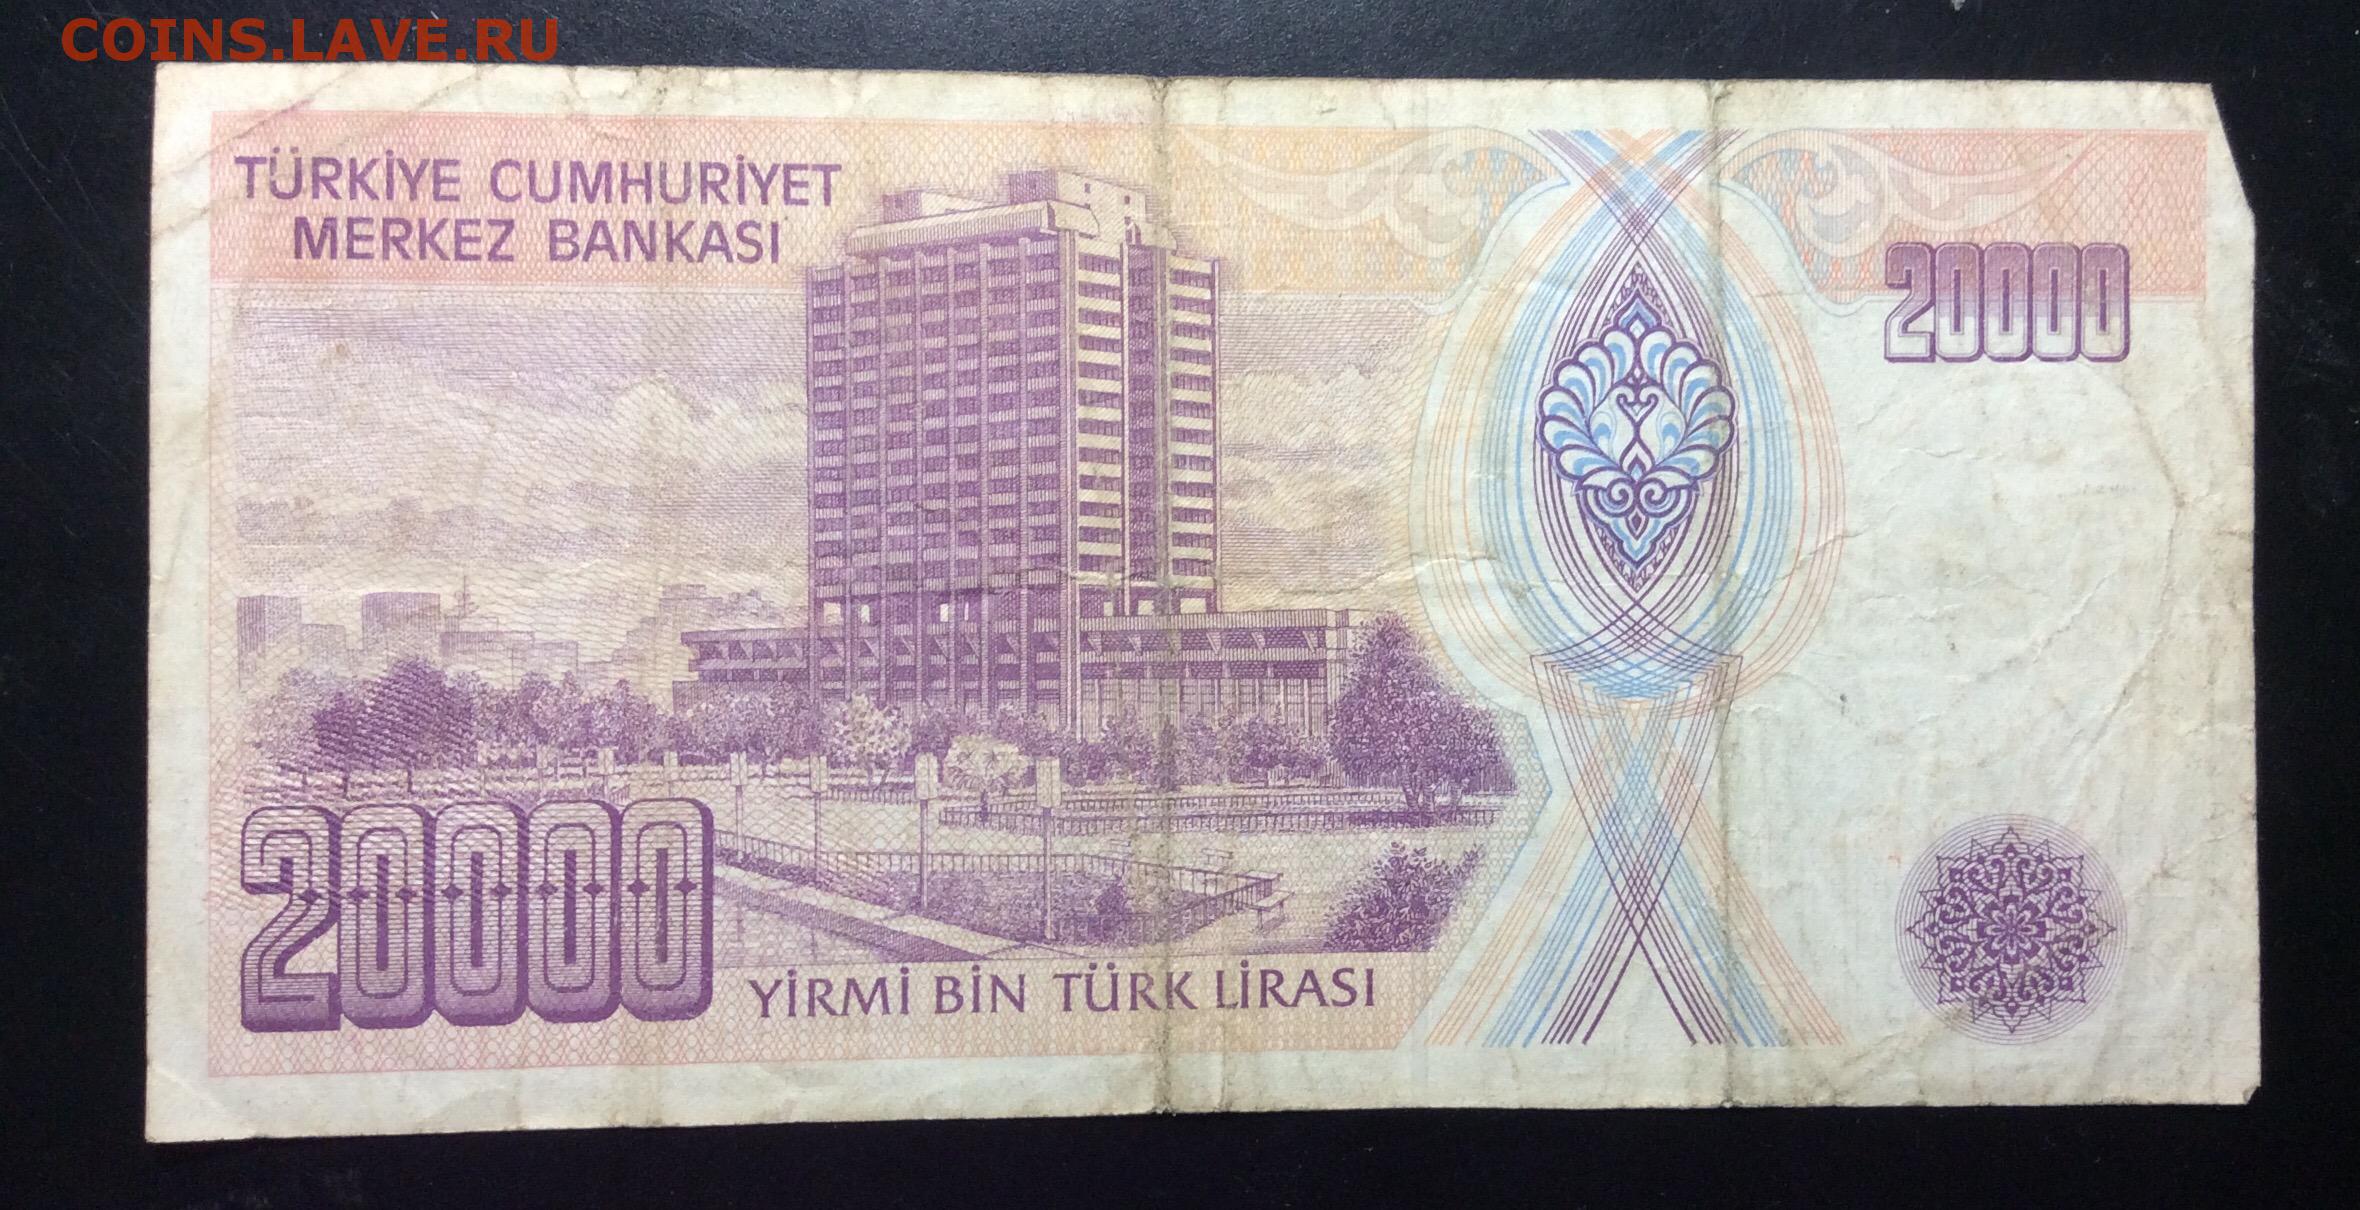 COINS.LAVE.RU
TÜRKİYE CUMHURİYET
MERKEZ BANKASI
20000
20000
YİRMİ BİN TÜRK LİRASI